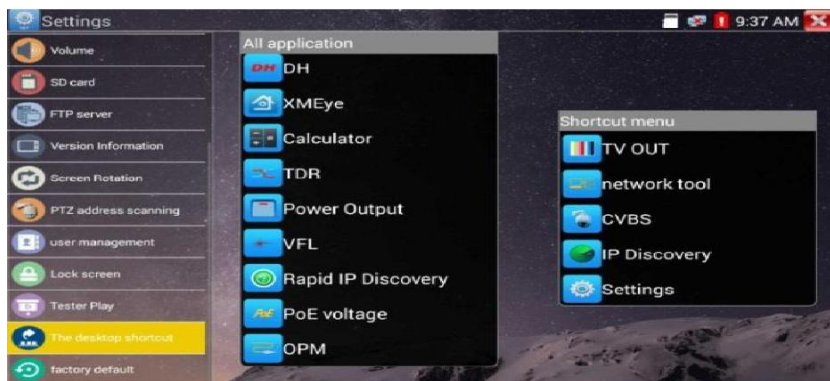 Settings
9:37 AM
Volume
SD card
FTP server
Version Information
Screen Rotation
PTZ address scanning
user management
Lock screen
Tester Play
The desktop shortcut
factory default
All application
DH DH
XMEye
Calculator
TDR
Power Output
VFL
Rapid IP Discovery
PoE PoE voltage
OPM
Shortcut menu
TV OUT
network tool
CVBS
IP Discovery
Settings